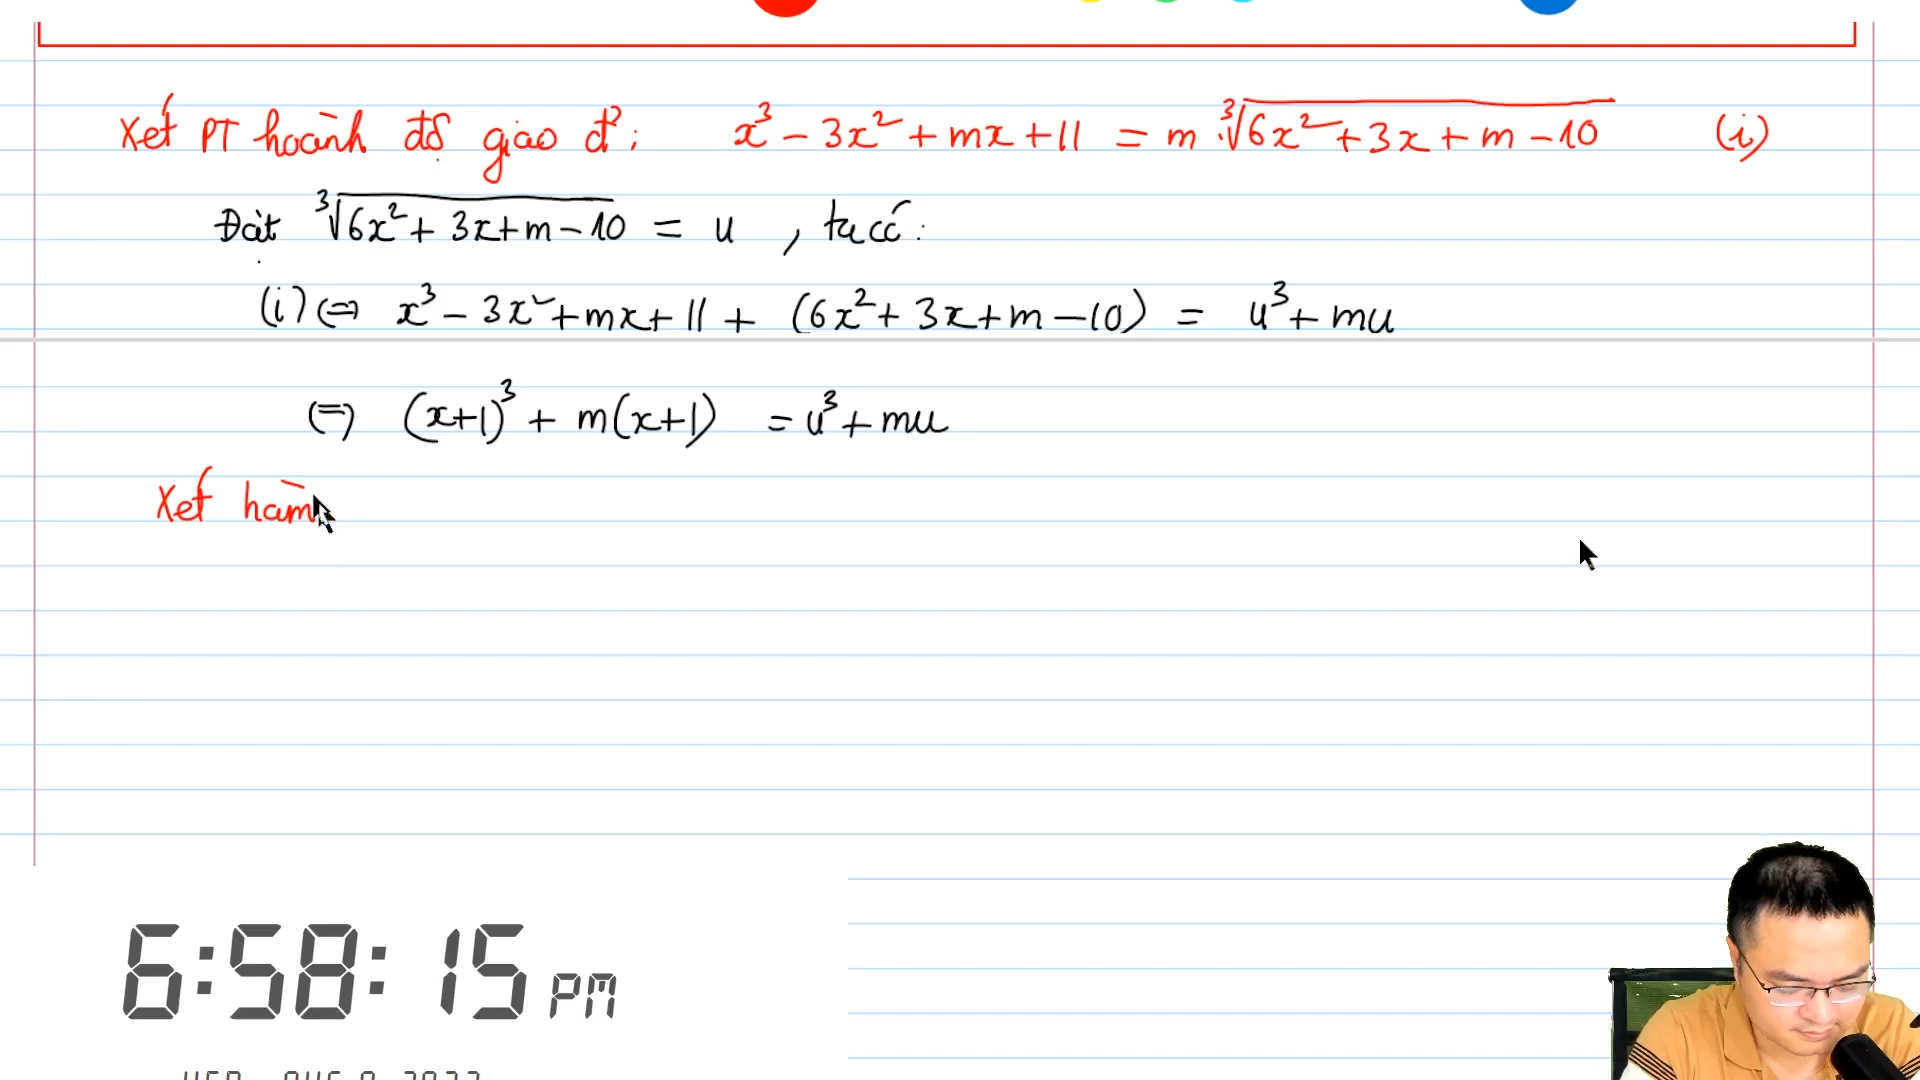 Xét PT hoành độ giao đ²: x³ − 3x² + mx + 11 = m.∛(6x² + 3x + m − 10) (i)
Đặt ∛(6x² + 3x + m − 10) = u , ta có:
(i) ⇔ x³ − 3x² + mx + 11 + (6x² + 3x + m − 10) = u³ + mu
⇔ (x+1)³ + m(x+1) = u³ + mu
Xét hàm
6:58:15 PM